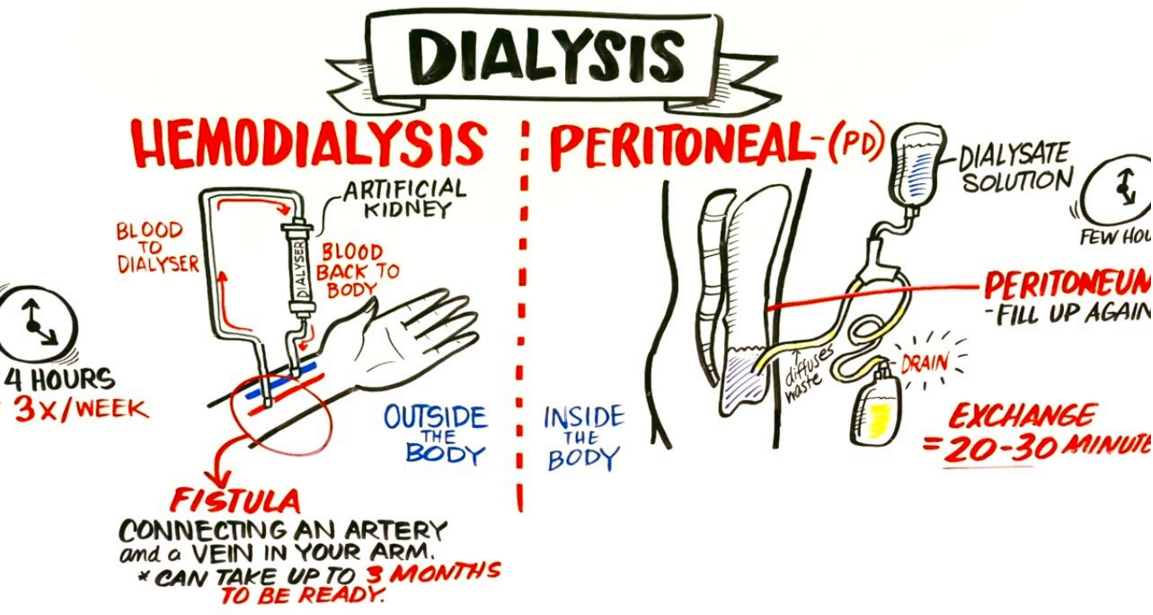 DIALYSIS
HEMODIALYSIS
ARTIFICIAL
KIDNEY
BLOOD
TO
DIALYSER
DIALYSER
BLOOD
BACK TO
BODY
4 HOURS
3X/WEEK
OUTSIDE
THE
BODY
FISTULA
CONNECTING AN ARTERY
and a VEIN IN YOUR ARM.
* CAN TAKE UP TO 3 MONTHS
TO BE READY.
PERITONEAL-(PD)
DIALYSATE
SOLUTION
FEW HOU
PERITONEUM
-FILL UP AGAIN
diffuses
waste
DRAIN
INSIDE
THE
BODY
EXCHANGE
= 20-30 MINUTE